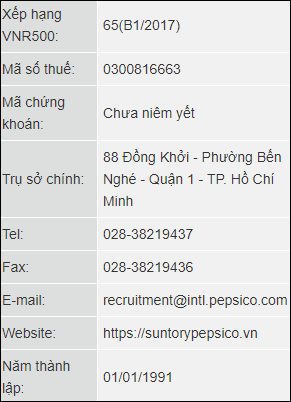 Xếp hạng
VNR500:
65(B1/2017)
Mã số thuế:
0300816663
Mã chứng
khoán:
Chưa niêm yết
Trụ sở chính:
88 Đồng Khởi - Phường Bến
Nghé - Quận 1 - TP. Hồ Chí
Minh
Tel:
028-38219437
Fax:
028-38219436
E-mail:
recruitment@intl.pepsico.com
Website:
https://suntorypepsico.vn
Năm thành
lập:
01/01/1991